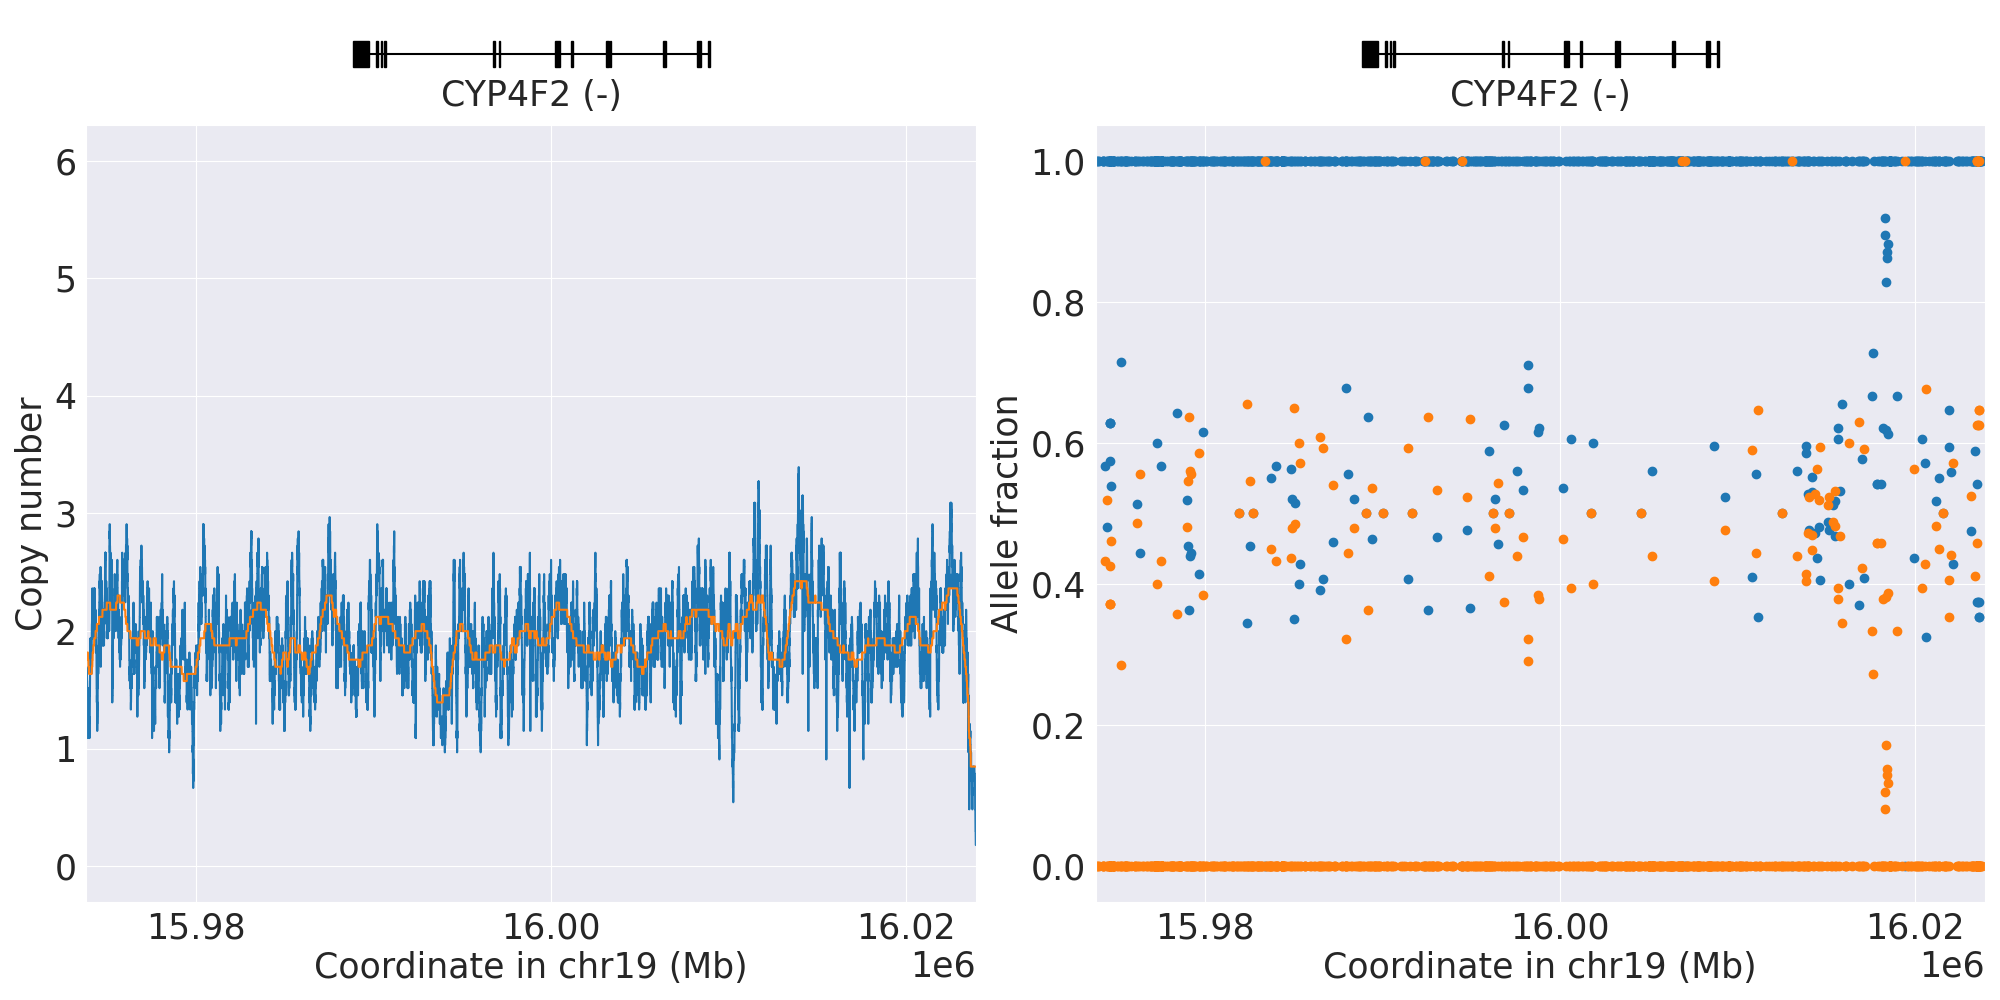 CYP4F2 (-)
6
5
4
3
2
1
0
Copy number
15.98
16.00
16.02
Coordinate in chr19 (Mb)
1e6
CYP4F2 (-)
1.0
0.8
0.6
0.4
0.2
0.0
Allele fraction
15.98
16.00
16.02
Coordinate in chr19 (Mb)
1e6